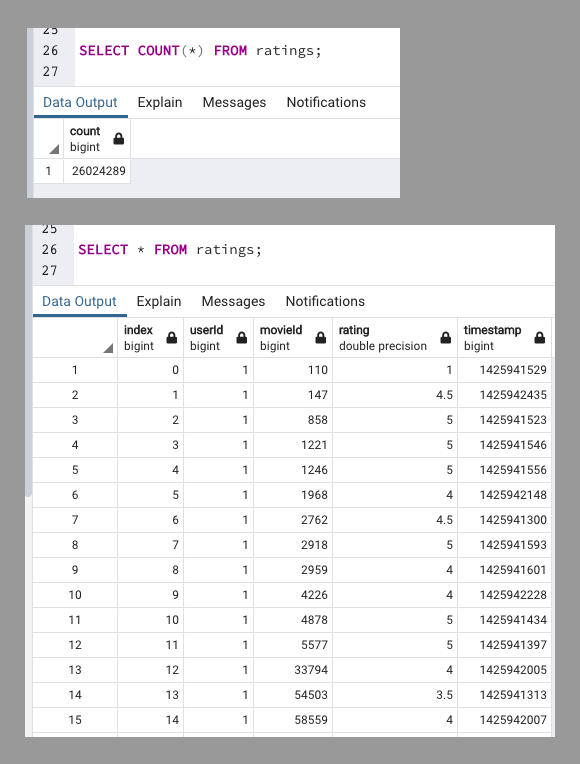 25
26 SELECT COUNT(*) FROM ratings;
27
Data Output Explain Messages Notifications
count
bigint
1 26024289
25
26 SELECT * FROM ratings;
27
Data Output Explain Messages Notifications
index userId movieId rating timestamp
bigint bigint bigint double precision bigint
1 0 1 110 1 1425941529
2 1 1 147 4.5 1425942435
3 2 1 858 5 1425941523
4 3 1 1221 5 1425941546
5 4 1 1246 5 1425941556
6 5 1 1968 4 1425942148
7 6 1 2762 4.5 1425941300
8 7 1 2918 5 1425941593
9 8 1 2959 4 1425941601
10 9 1 4226 4 1425942228
11 10 1 4878 5 1425941434
12 11 1 5577 5 1425941397
13 12 1 33794 4 1425942005
14 13 1 54503 3.5 1425941313
15 14 1 58559 4 1425942007